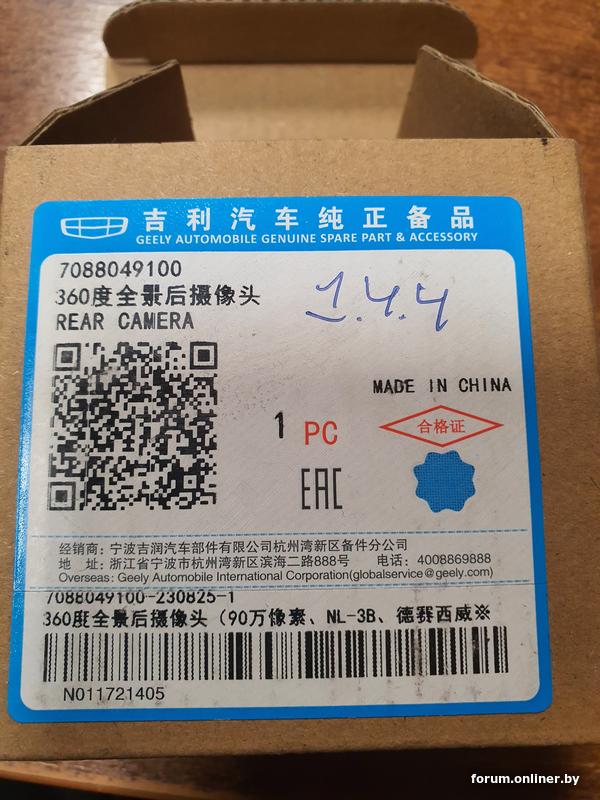 吉利汽车纯正备品
GEELY AUTOMOBILE GENUINE SPARE PART & ACCESSORY
7088049100
360度全景后摄像头
REAR CAMERA
1.4.4
MADE IN CHINA
1 PC
合格证
EAC
经销商：宁波吉润汽车部件有限公司杭州湾新区备件分公司
地 址：浙江省宁波市杭州湾新区滨海二路888号 电话：4008869888
Overseas: Geely Automobile International Corporation(globalservice@geely.com)
7088049100-230825-1
360度全景后摄像头（90万像素、NL-3B、德赛西威※
N011721405
forum.onliner.by